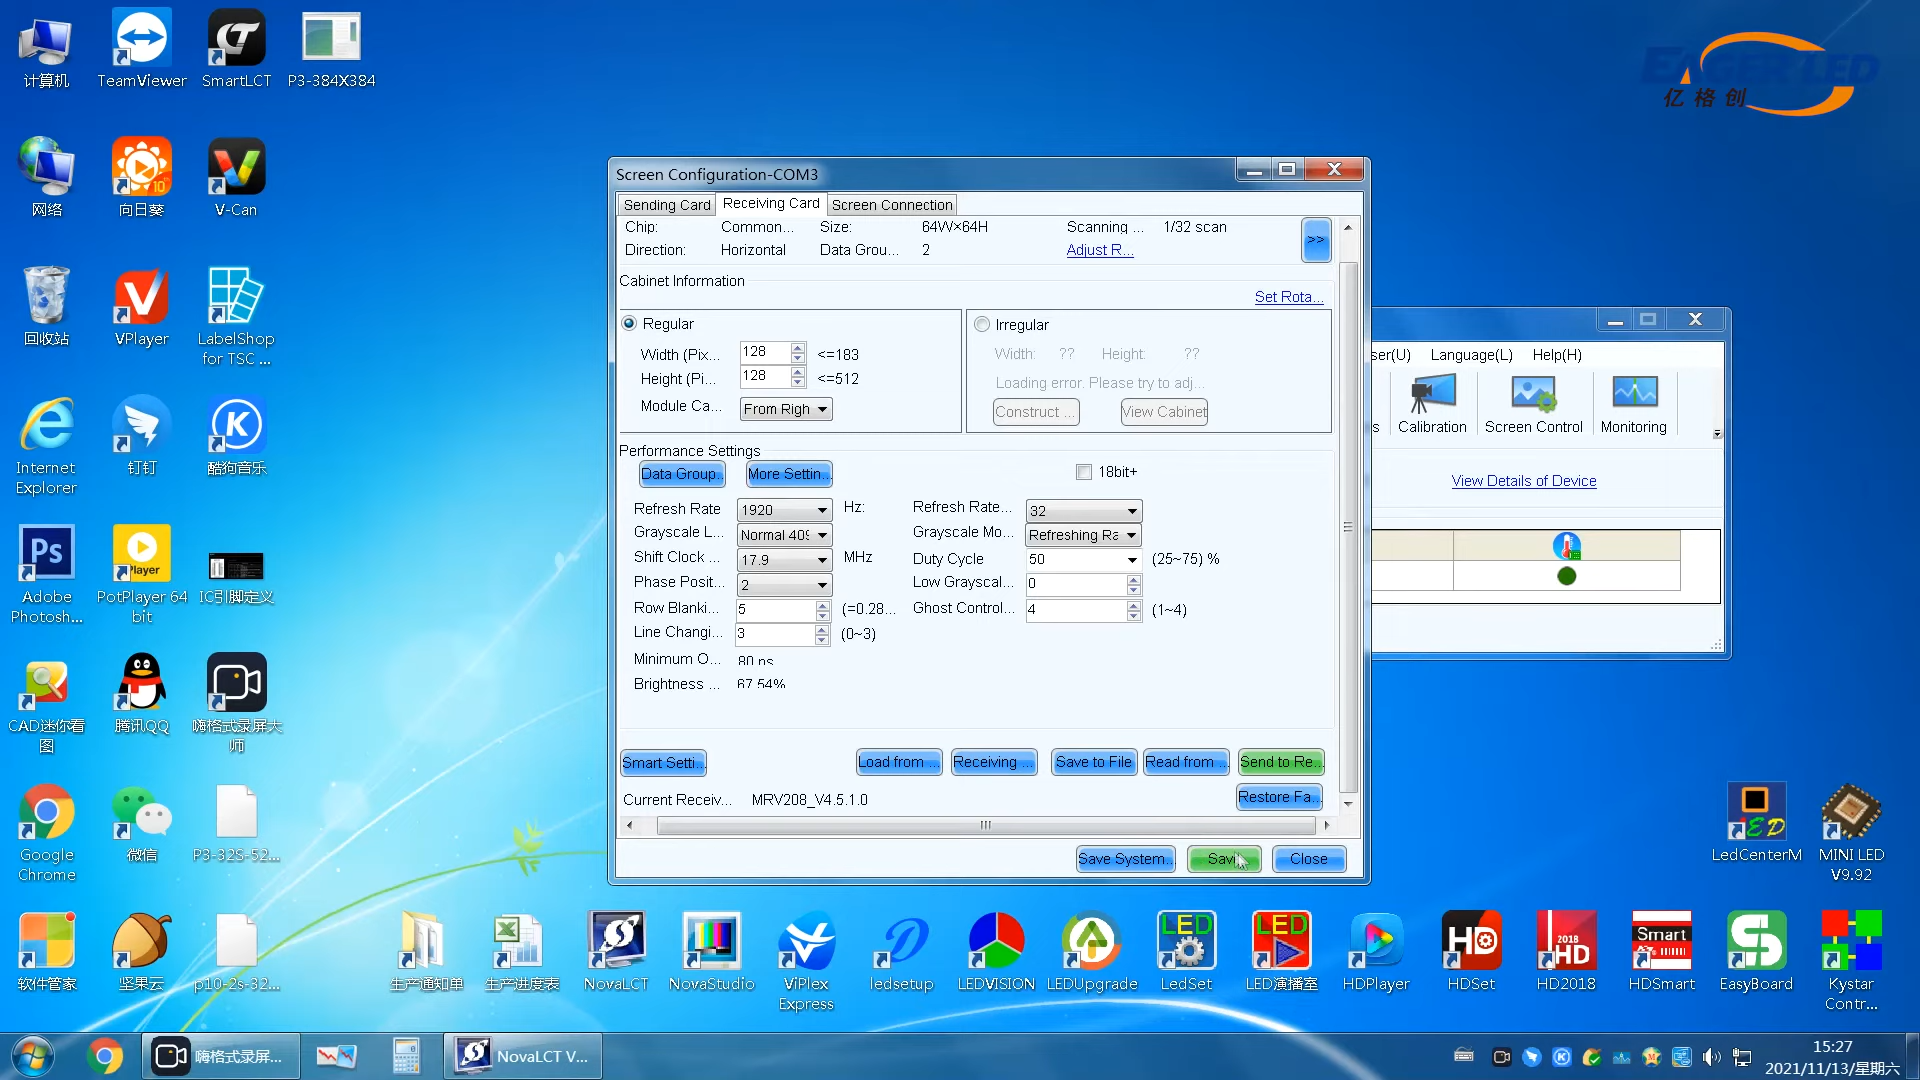 计算机
TeamViewer
SmartLCT
P3-384X384
EAGER LED
亿格创
网络
向日葵
V-Can
回收站
VPlayer
LabelShop
for TSC ...
Internet
Explorer
钉钉
酷狗音乐
Adobe
Photosh...
PotPlayer 64
bit
IC引脚定义
CAD迷你看
图
腾讯QQ
嗨格式录屏大
师
Google
Chrome
微信
P3-32S-52...
软件管家
坚果云
p10-2s-32...
Screen Configuration-COM3
Sending Card
Receiving Card
Screen Connection
Chip:
Common...
Size:
64W×64H
Scanning ...
1/32 scan
>>
Direction:
Horizontal
Data Grou...
2
Adjust R...
Cabinet Information
Set Rota...
Regular
Width (Pix...
128
<=183
Height (Pi...
128
<=512
Module Ca...
From Righ
Irregular
Width:
??
Height:
??
Loading error. Please try to adj...
Construct ...
View Cabinet
Performance Settings
Data Group..
More Settin..
18bit+
Refresh Rate
1920
Hz:
Refresh Rate...
32
Grayscale L...
Normal 409
Grayscale Mo...
Refreshing Ra
Shift Clock ...
17.9
MHz
Duty Cycle
50
(25~75) %
Phase Posit...
2
Low Grayscal...
0
Row Blanki...
5
(=0.28...
Ghost Control...
4
(1~4)
Line Changi...
3
(0~3)
Minimum O...
80 ns
Brightness ...
67.54%
Smart Setti..
Load from ...
Receiving ...
Save to File
Read from ...
Send to Re..
Current Receiv...
MRV208_V4.5.1.0
Restore Fa..
Save System..
Close
ser(U)
Language(L)
Help(H)
s
Calibration
Screen Control
Monitoring
View Details of Device
LedCenterM
MINI LED
V9.92
生产通知单
生产进度表
NovaLCT
NovaStudio
ViPlex
Express
ledsetup
LEDVISION
LEDUpgrade
LedSet
LED演播室
HDPlayer
HDSet
HD2018
HDSmart
EasyBoard
Kystar
Contr...
嗨格式录屏...
NovaLCT V...
15:27
2021/11/13/星期六